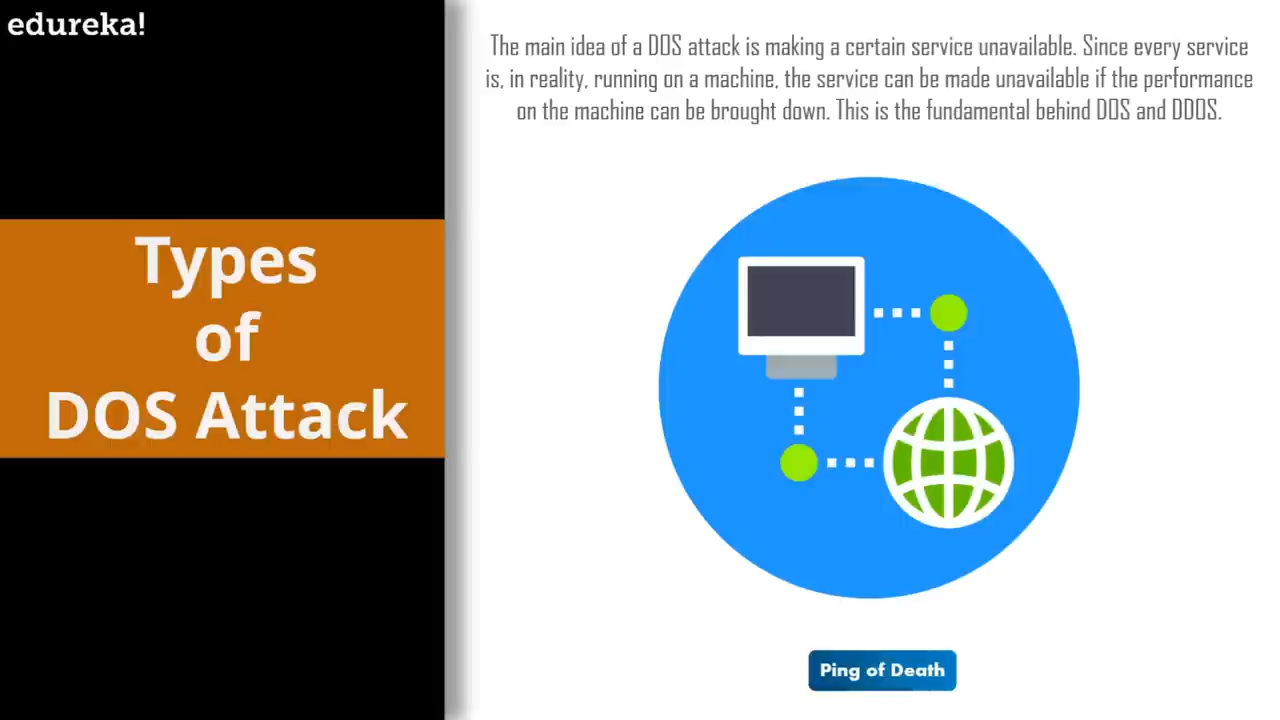 edureka!
The main idea of a DOS attack is making a certain service unavailable. Since every service
is, in reality, running on a machine, the service can be made unavailable if the performance
on the machine can be brought down. This is the fundamental behind DOS and DDOS.
Types
of
DOS Attack
Ping of Death